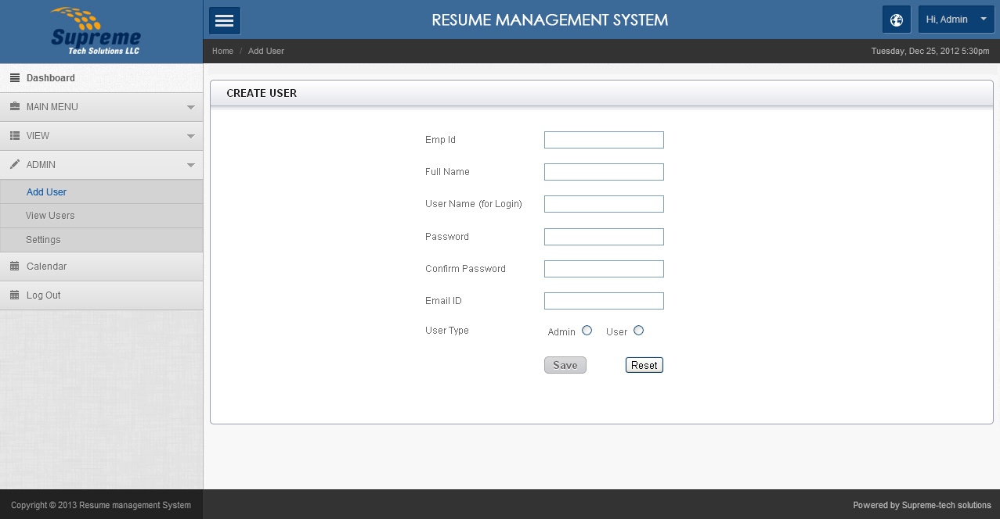 Supreme
Tech Solutions LLC
RESUME MANAGEMENT SYSTEM
Hi, Admin
Home / Add User
Tuesday, Dec 25, 2012 5:30pm
Dashboard
MAIN MENU
VIEW
ADMIN
Add User
View Users
Settings
Calendar
Log Out
CREATE USER
Emp Id
Full Name
User Name (for Login)
Password
Confirm Password
Email ID
User Type Admin User
Save Reset
Copyright © 2013 Resume management System
Powered by Supreme-tech solutions